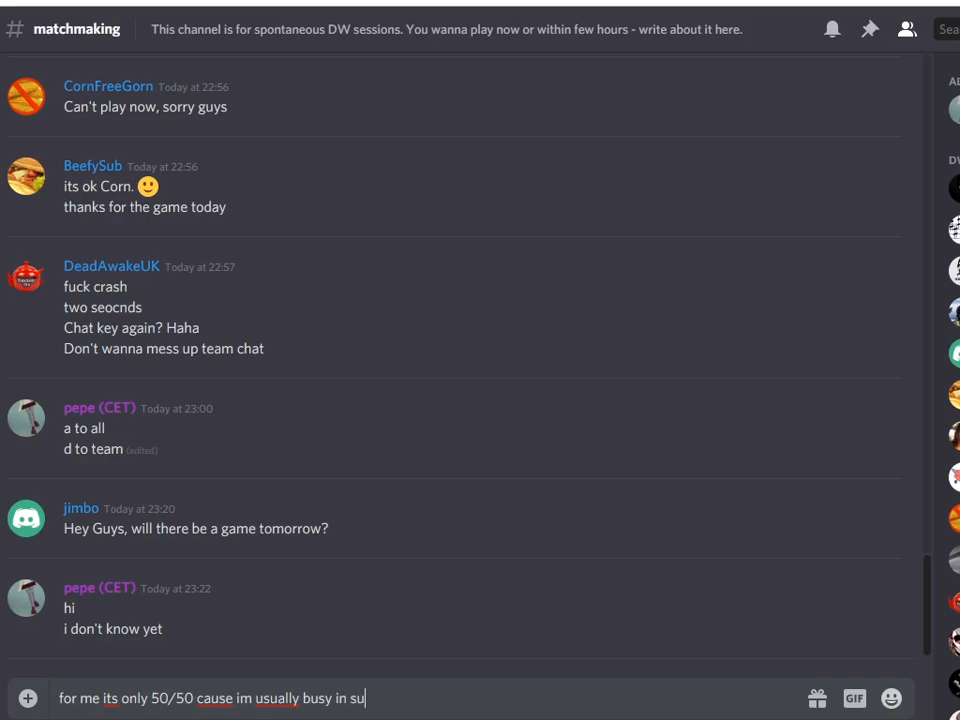 # matchmaking This channel is for spontaneous DW sessions. You wanna play now or within few hours - write about it here. Sea
CornFreeGorn Today at 22:56
Can't play now, sorry guys
BeefySub Today at 22:56
its ok Corn. 🙂
thanks for the game today
DeadAwakeUK Today at 22:57
fuck crash
two seocnds
Chat key again? Haha
Don't wanna mess up team chat
pepe (CET) Today at 23:00
a to all
d to team (edited)
jimbo Today at 23:20
Hey Guys, will there be a game tomorrow?
pepe (CET) Today at 23:22
hi
i don't know yet
for me its only 50/50 cause im usually busy in su
GIF
AD
DW